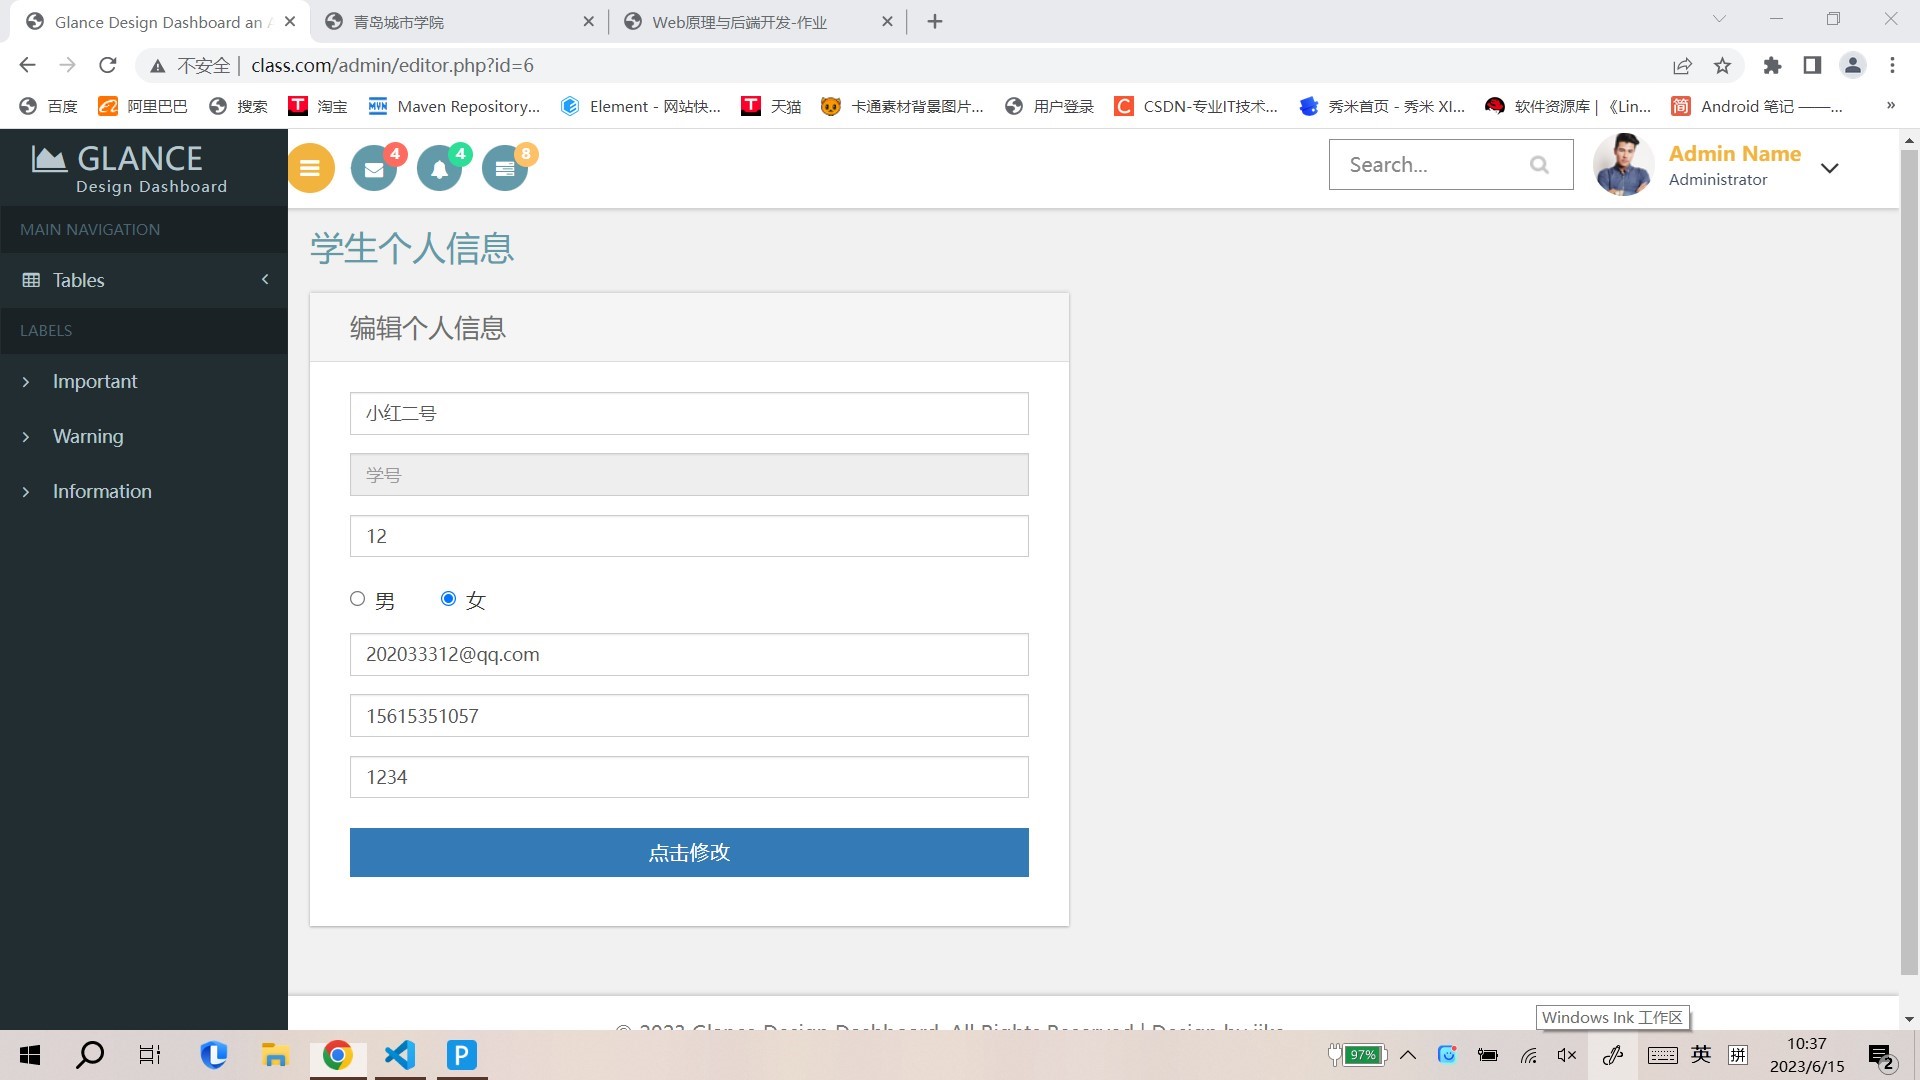 Glance Design Dashboard an
青岛城市学院
Web原理与后端开发-作业
不安全 | class.com/admin/editor.php?id=6
百度 阿里巴巴 搜索 淘宝 Maven Repository... Element - 网站快... 天猫 卡通素材背景图片... 用户登录 CSDN-专业IT技术... 秀米首页 - 秀米 XI... 软件资源库 | 《Lin... Android 笔记 ——... »
GLANCE
Design Dashboard
4
4
8
Search...
Admin Name
Administrator
MAIN NAVIGATION
Tables
LABELS
Important
Warning
Information
学生个人信息
编辑个人信息
小红二号
学号
12
男 女
202033312@qq.com
15615351057
1234
点击修改
Windows Ink 工作区
97%
英
拼
10:37
2023/6/15
2